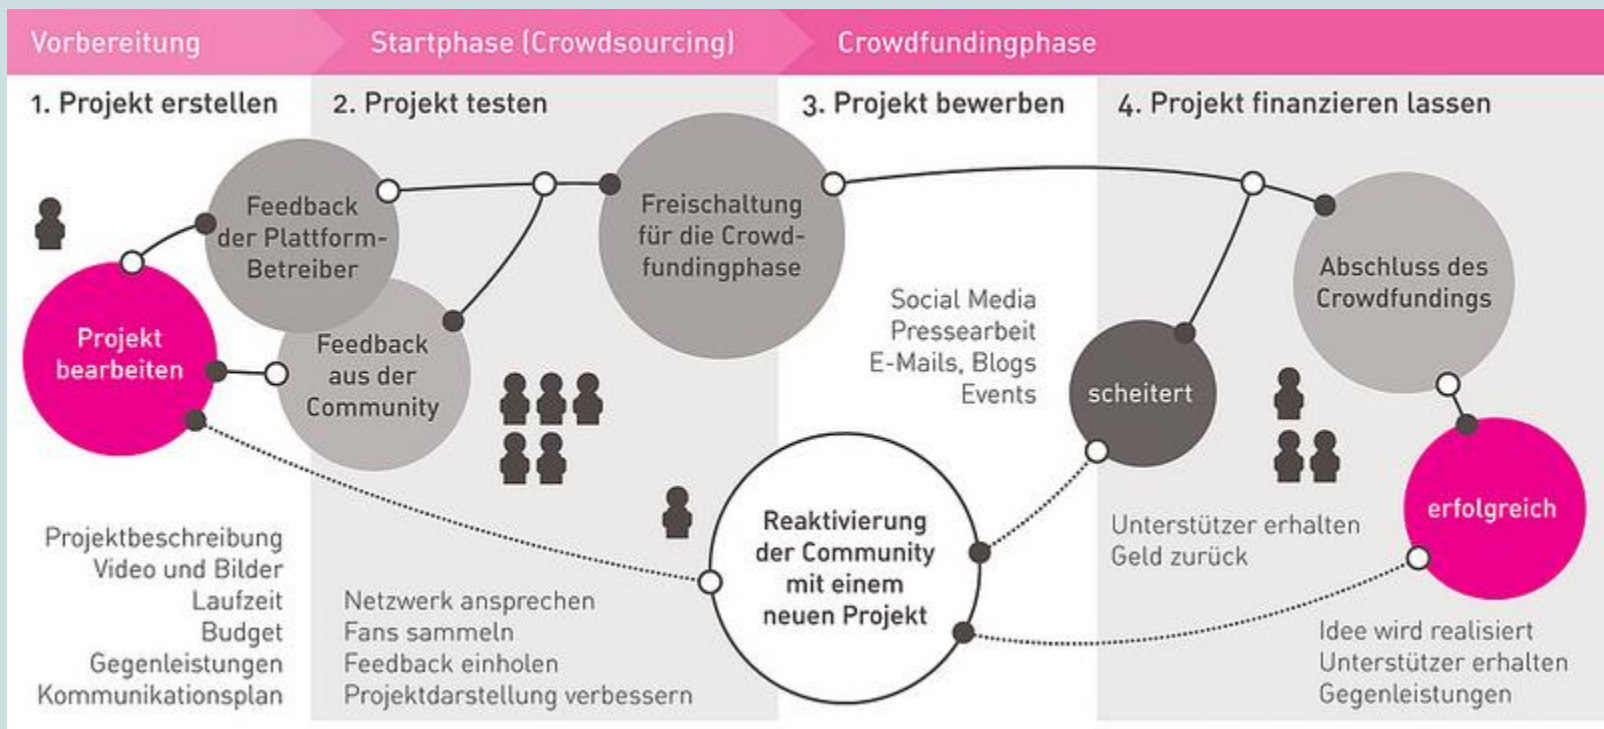 Vorbereitung
Startphase (Crowdsourcing)
Crowdfundingphase
1. Projekt erstellen
2. Projekt testen
3. Projekt bewerben
4. Projekt finanzieren lassen
Projekt
bearbeiten
Feedback
der Plattform-
Betreiber
Feedback
aus der
Community
Freischaltung
für die Crowd-
fundingphase
Social Media
Pressearbeit
E-Mails, Blogs
Events
scheitert
Abschluss des
Crowdfundings
erfolgreich
Reaktivierung
der Community
mit einem
neuen Projekt
Projektbeschreibung
Video und Bilder
Laufzeit
Budget
Gegenleistungen
Kommunikationsplan
Netzwerk ansprechen
Fans sammeln
Feedback einholen
Projektdarstellung verbessern
Unterstützer erhalten
Geld zurück
Idee wird realisiert
Unterstützer erhalten
Gegenleistungen